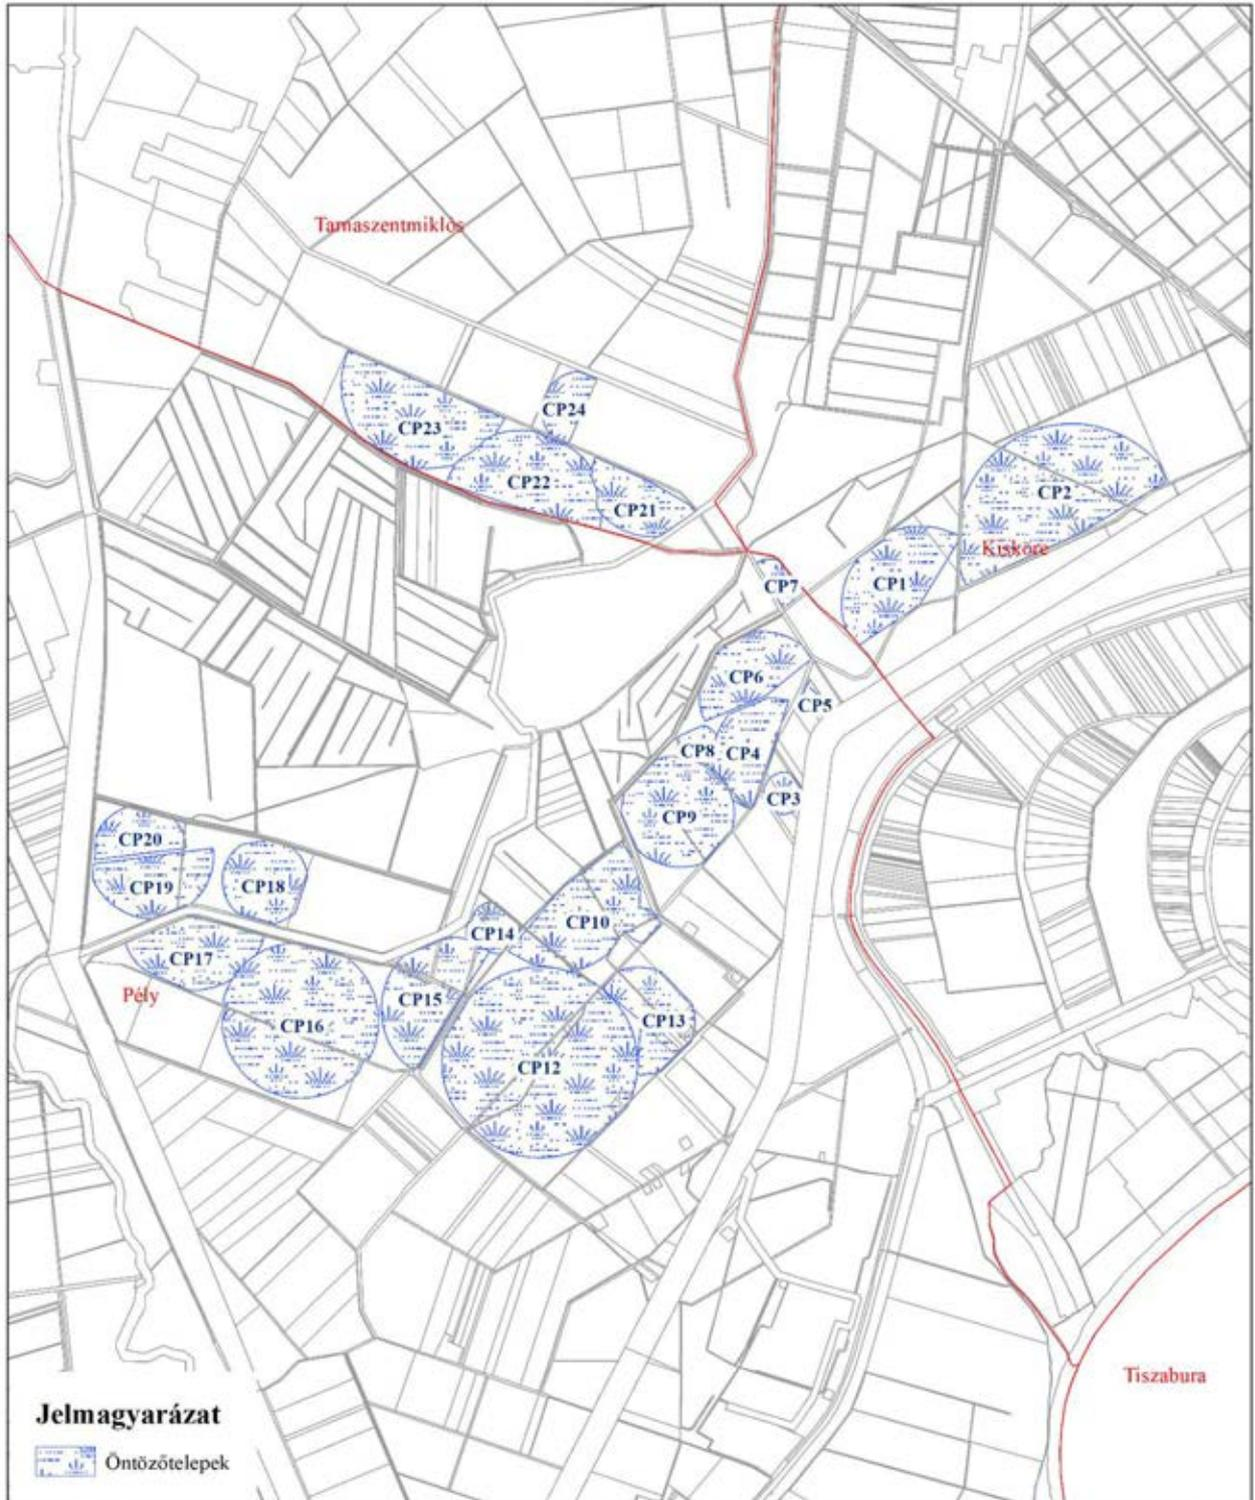 Tarnaszentmiklós
CP24
CP23
CP22
CP21
CP2
Kisköre
CP7
CP1
CP6
CP5
CP8
CP4
CP3
CP9
CP20
CP19
CP18
CP10
CP14
CP17
Pély
CP15
CP16
CP13
CP12
Tiszabura
Jelmagyarázat
Öntözőtelepek